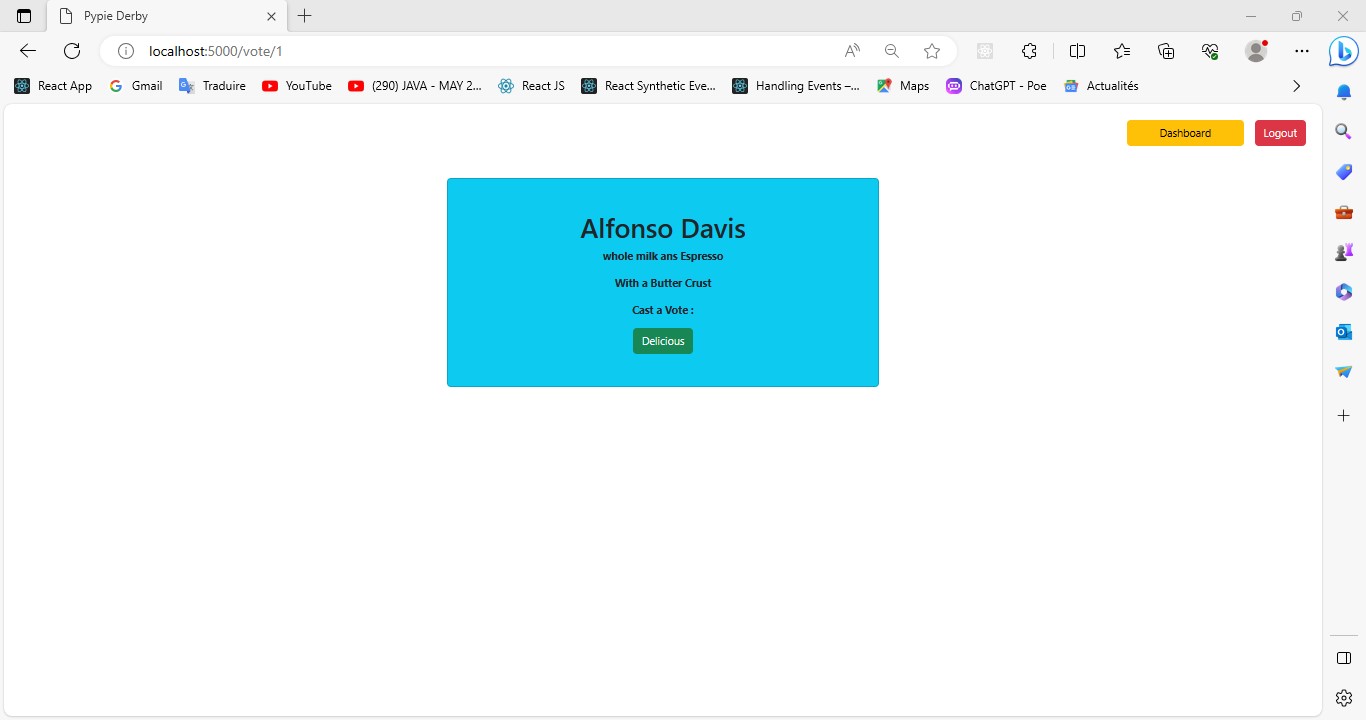 Pypie Derby
localhost:5000/vote/1
React App Gmail Traduire YouTube (290) JAVA - MAY 2... React JS React Synthetic Eve... Handling Events –... Maps ChatGPT - Poe Actualités
Dashboard Logout
Alfonso Davis
whole milk ans Espresso
With a Butter Crust
Cast a Vote :
Delicious